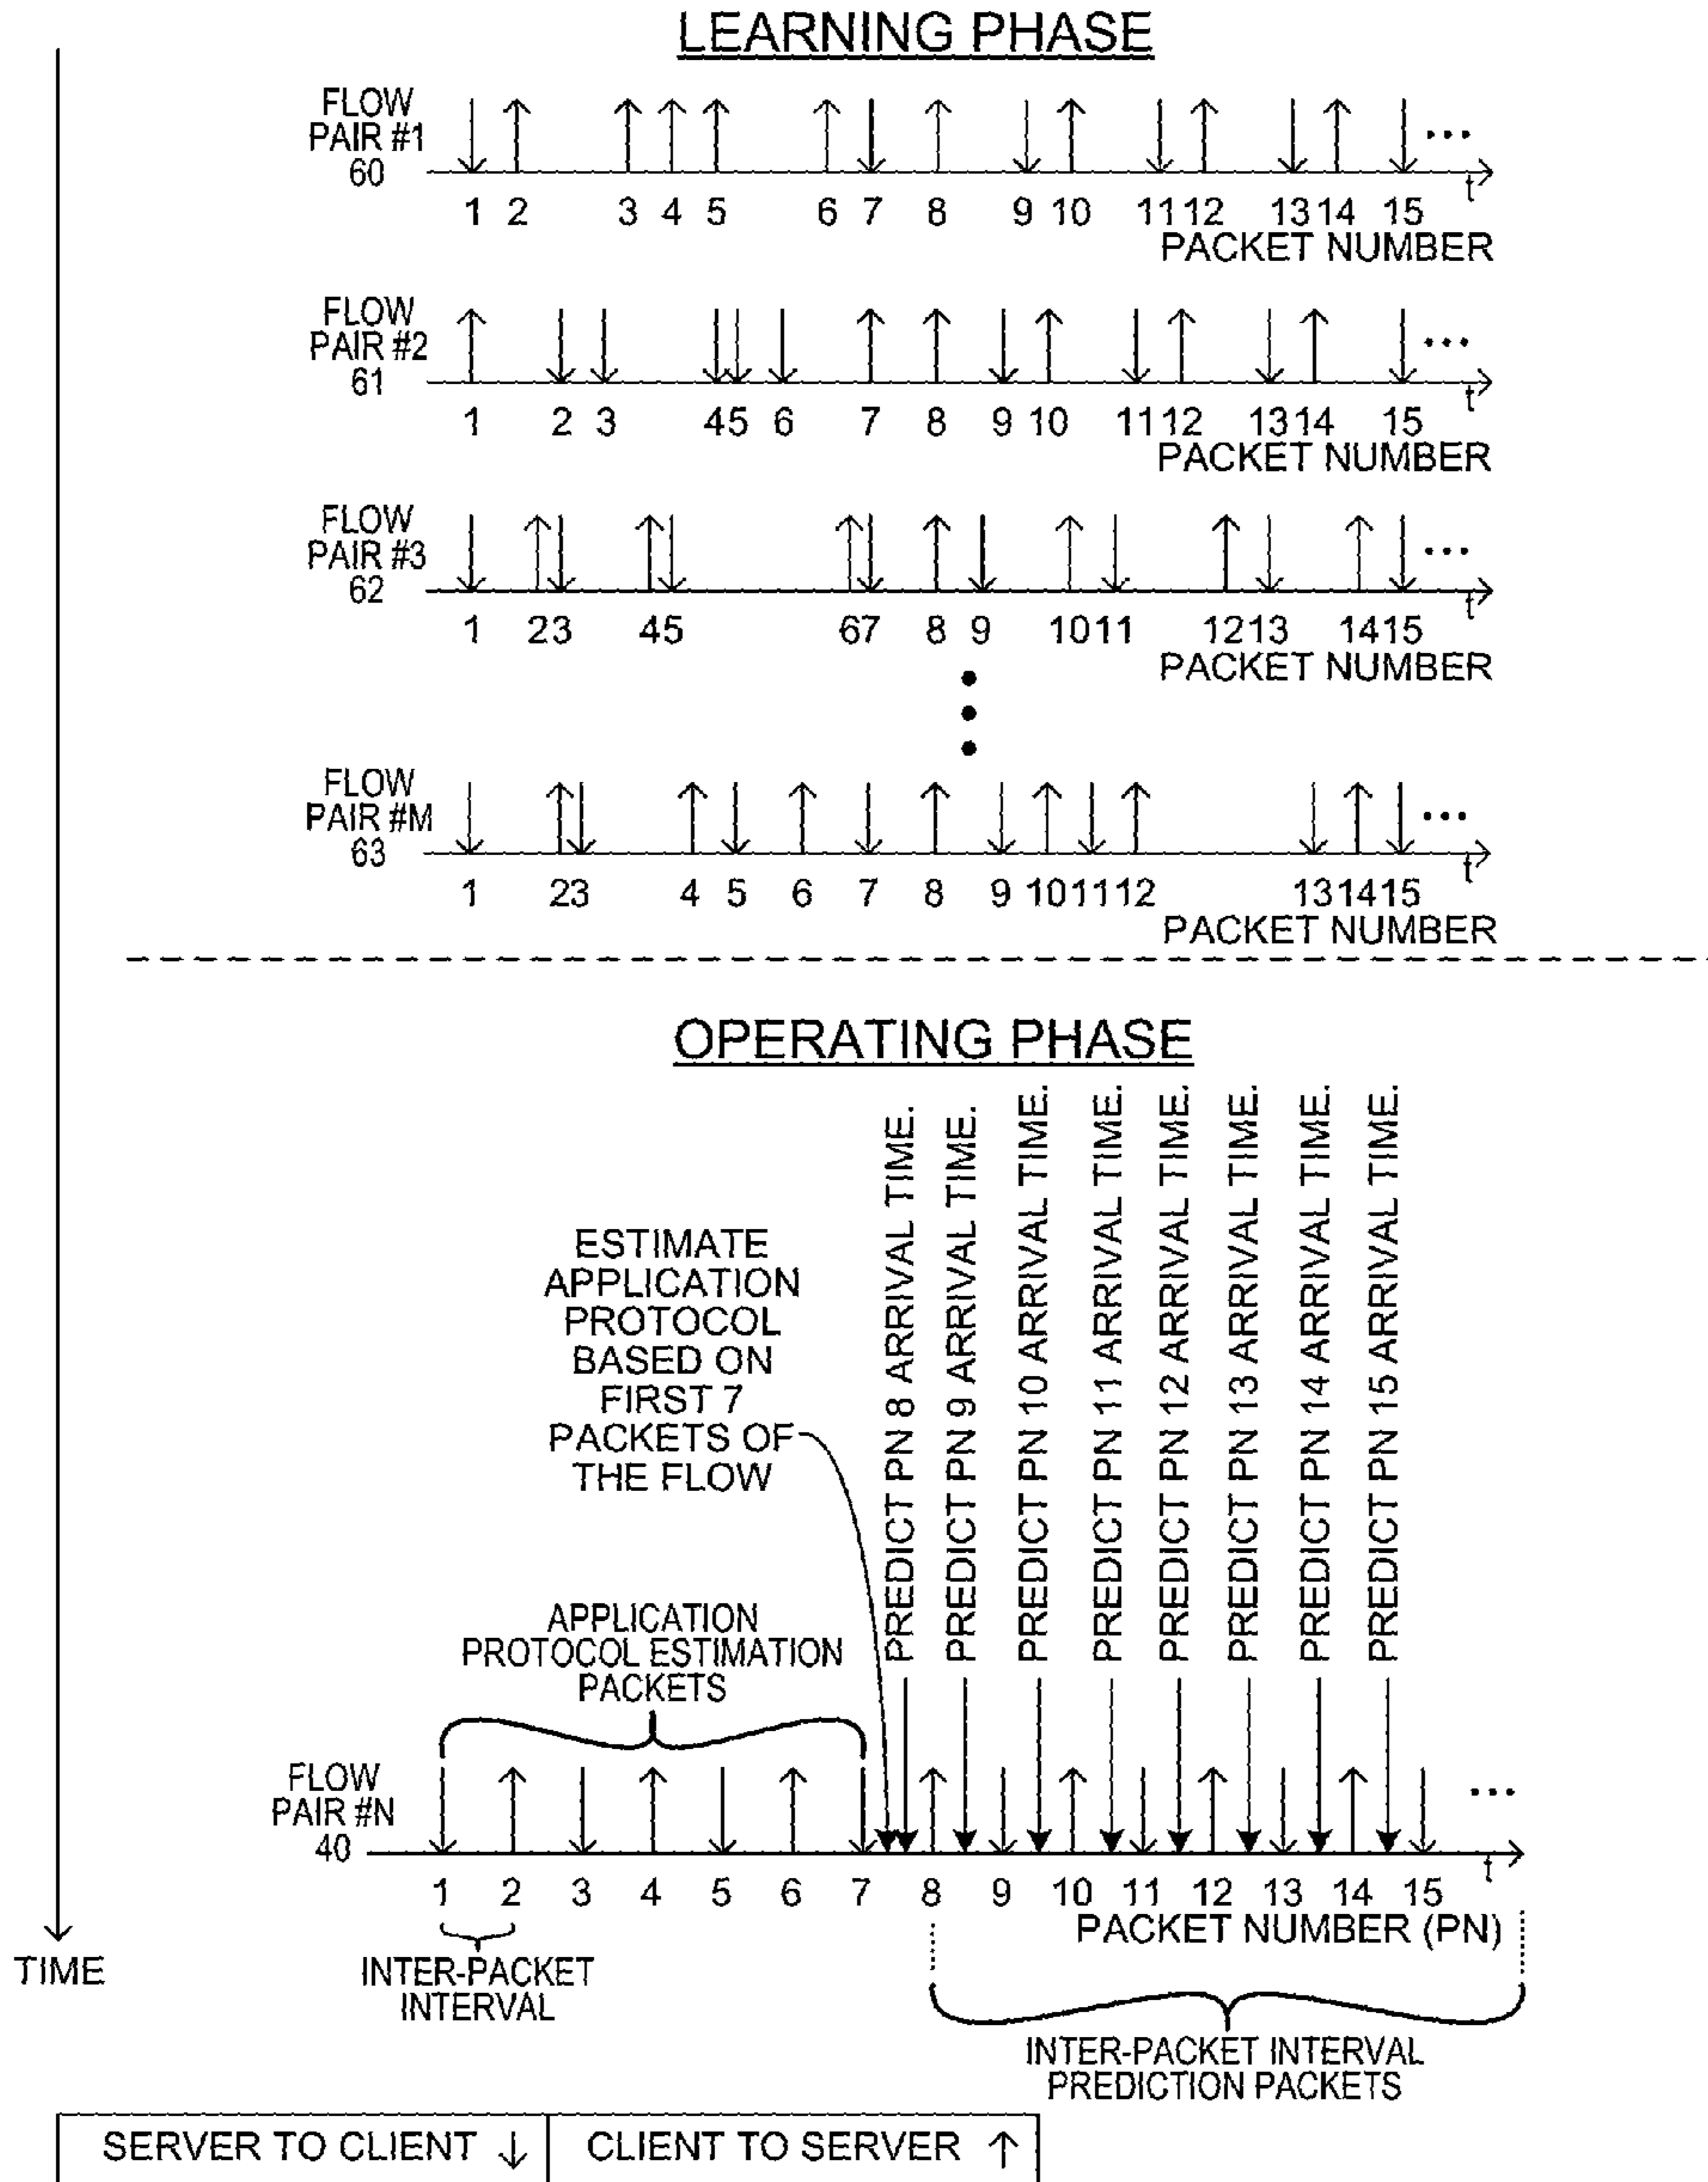 LEARNING PHASE
FLOW
PAIR #1
60
t
1 2 3 4 5 6 7 8 9 10 11 12 13 14 15
PACKET NUMBER
FLOW
PAIR #2
61
t
1 2 3 4 5 6 7 8 9 10 11 12 13 14 15
PACKET NUMBER
FLOW
PAIR #3
62
t
1 2 3 4 5 6 7 8 9 10 11 12 13 14 15
PACKET NUMBER
FLOW
PAIR #M
63
t
1 2 3 4 5 6 7 8 9 10 11 12 13 14 15
PACKET NUMBER
OPERATING PHASE
ESTIMATE
APPLICATION
PROTOCOL
BASED ON
FIRST 7
PACKETS OF
THE FLOW
PREDICT PN 8 ARRIVAL TIME.
PREDICT PN 9 ARRIVAL TIME.
PREDICT PN 10 ARRIVAL TIME.
PREDICT PN 11 ARRIVAL TIME.
PREDICT PN 12 ARRIVAL TIME.
PREDICT PN 13 ARRIVAL TIME.
PREDICT PN 14 ARRIVAL TIME.
PREDICT PN 15 ARRIVAL TIME.
APPLICATION
PROTOCOL ESTIMATION
PACKETS
FLOW
PAIR #N
40
t
1 2 3 4 5 6 7 8 9 10 11 12 13 14 15
PACKET NUMBER (PN)
TIME
INTER-PACKET
INTERVAL
INTER-PACKET INTERVAL
PREDICTION PACKETS
SERVER TO CLIENT ↓ CLIENT TO SERVER ↑